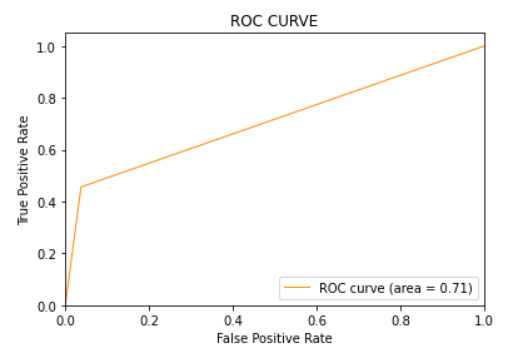 ROC CURVE
1.0
0.8
0.6
0.4
0.2
0.0
True Positive Rate
ROC curve (area = 0.71)
0.0 0.2 0.4 0.6 0.8 1.0
False Positive Rate